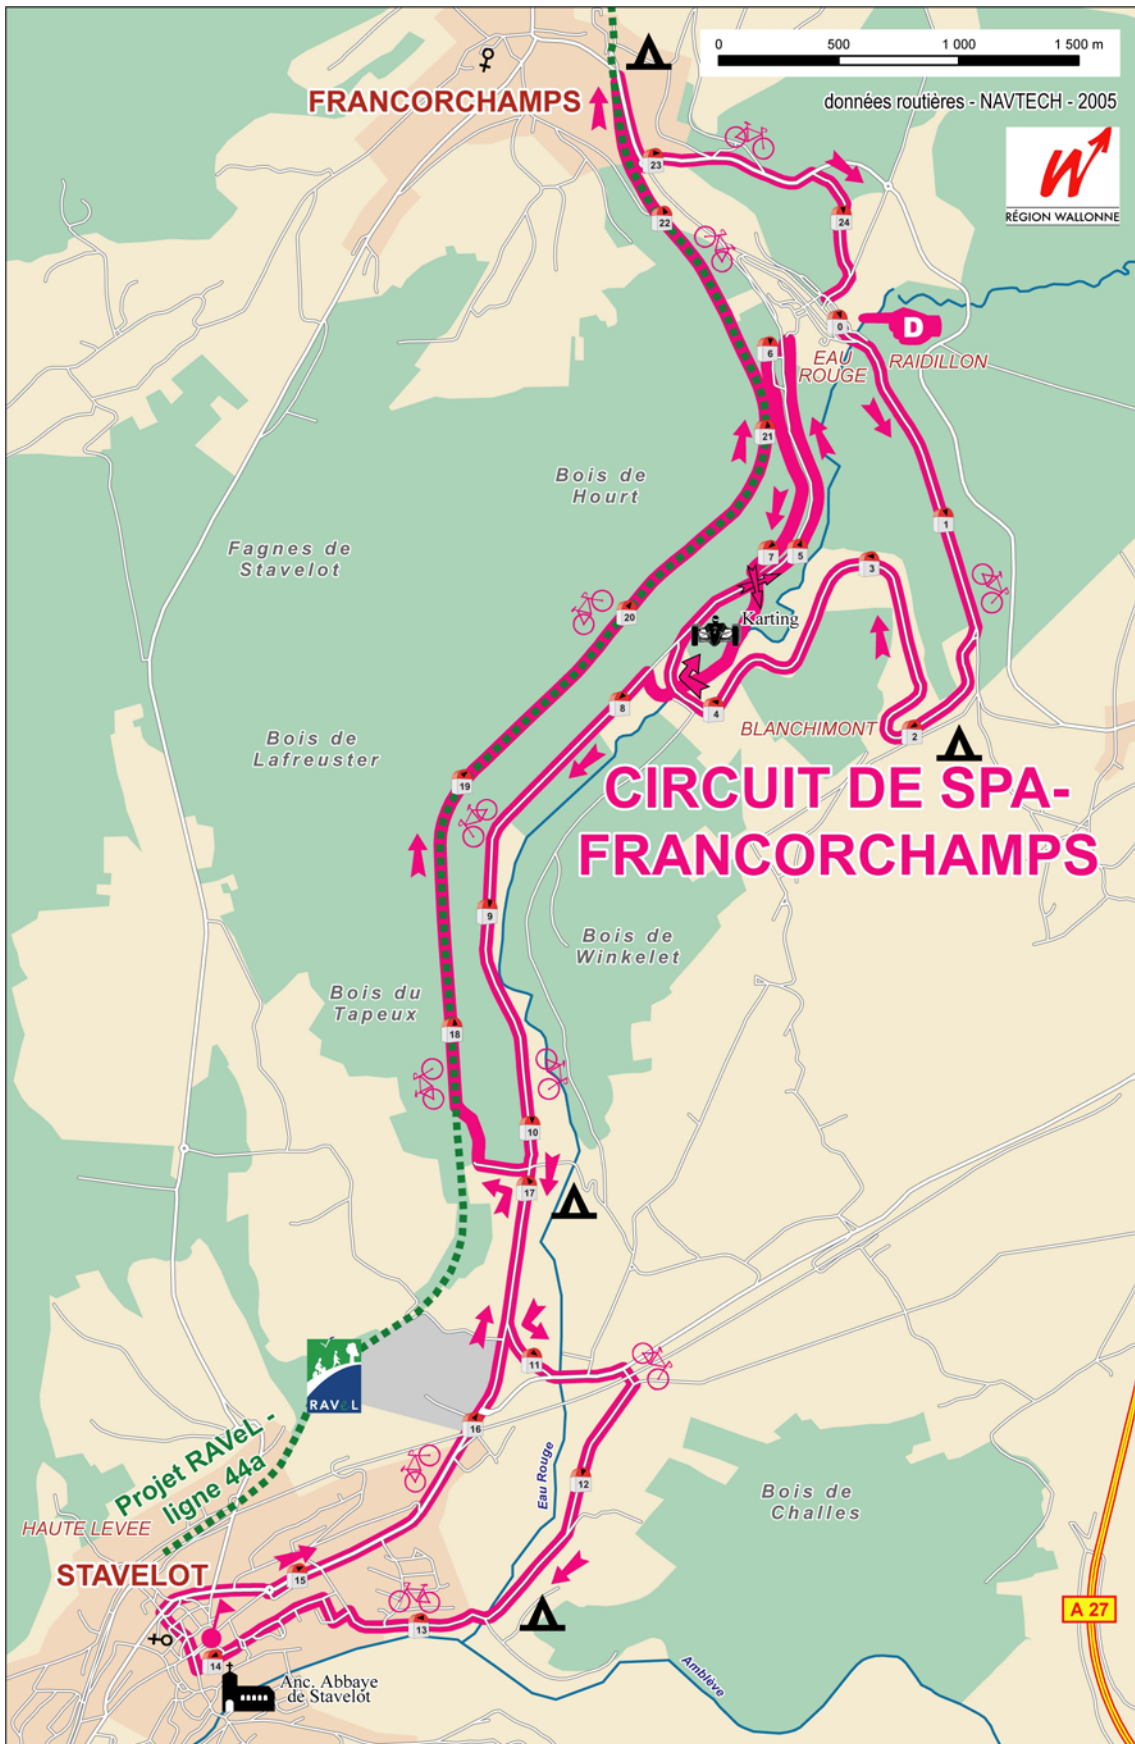 0 500 1 000 1 500 m
données routières - NAVTECH - 2005
RÉGION WALLONNE
FRANCORCHAMPS
23
24
22
0
D
6
EAU
ROUGE
RAIDILLON
21
Bois de
Hourt
1
Fagnes de
Stavelot
7
5
3
20
Karting
8
4
2
BLANCHIMONT
Bois de
Lafreuster
19
CIRCUIT DE SPA-
FRANCORCHAMPS
9
Bois de
Winkelet
Bois du
Tapeux
18
10
17
11
RAVeL
16
Projet RAVeL -
ligne 44a
Eau Rouge
12
Bois de
Challes
HAUTE LEVEE
STAVELOT
15
13
A 27
14
Anc. Abbaye
de Stavelot
Amblève